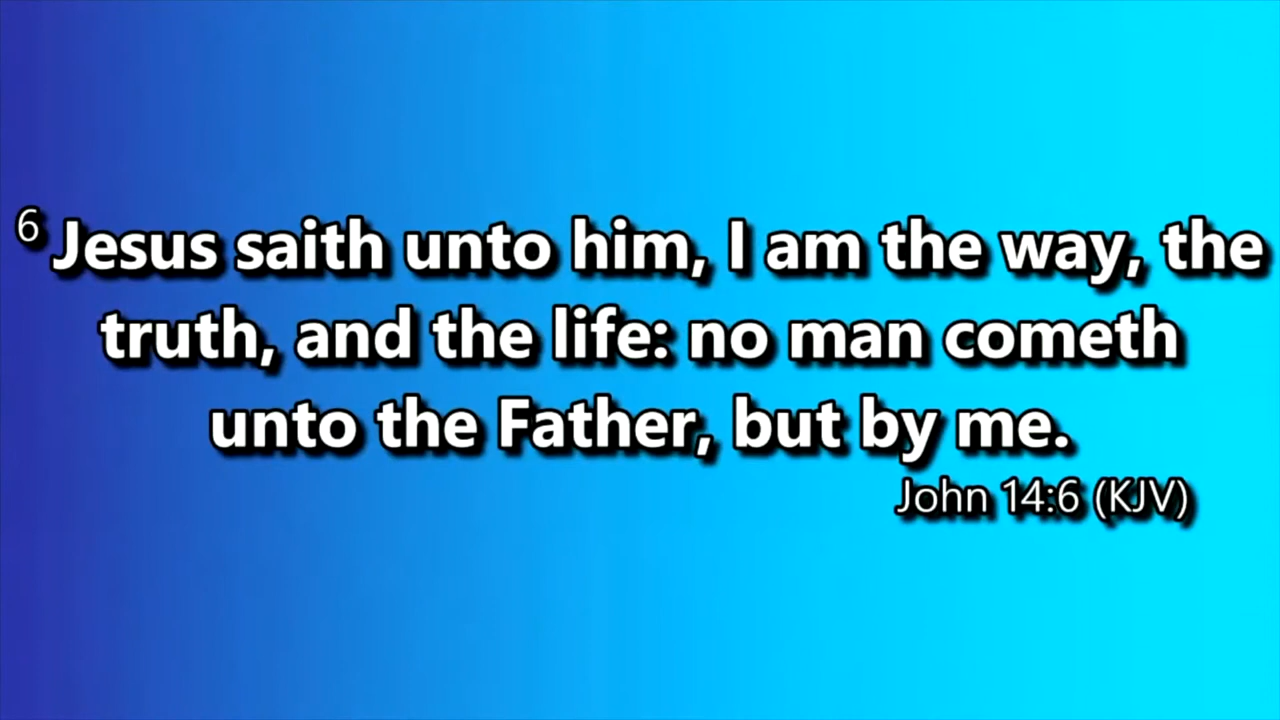 6 Jesus saith unto him, I am the way, the
truth, and the life: no man cometh
unto the Father, but by me.
John 14:6 (KJV)